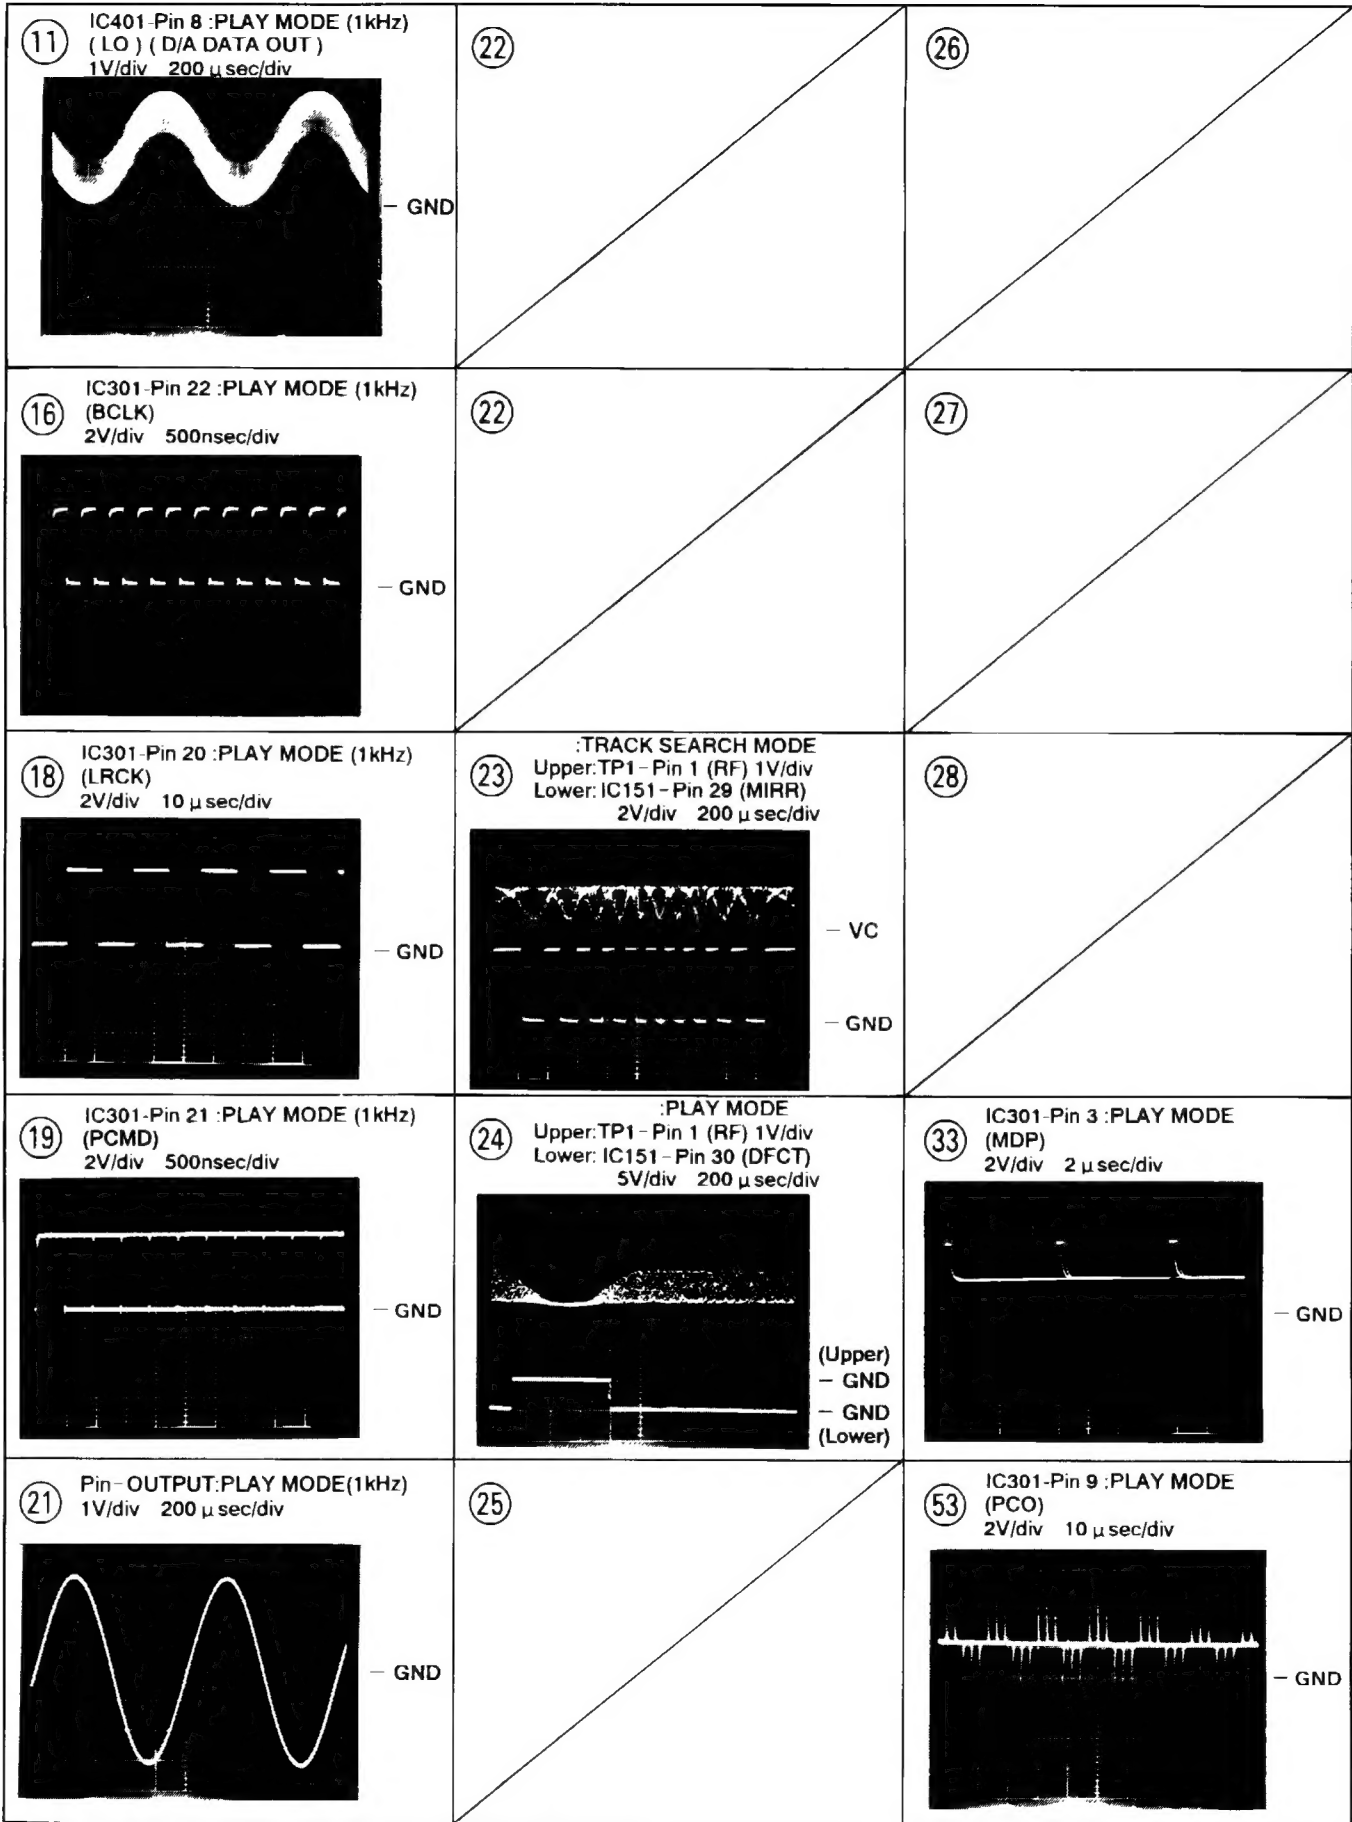 11
IC401-Pin 8 :PLAY MODE (1kHz)
( LO ) ( D/A DATA OUT )
1V/div 200 μ sec/div
– GND
22
26
16
IC301-Pin 22 :PLAY MODE (1kHz)
(BCLK)
2V/div 500nsec/div
– GND
22
27
18
IC301-Pin 20 :PLAY MODE (1kHz)
(LRCK)
2V/div 10 μ sec/div
– GND
23
:TRACK SEARCH MODE
Upper:TP1–Pin 1 (RF) 1V/div
Lower: IC151–Pin 29 (MIRR)
2V/div 200 μ sec/div
– VC
– GND
28
19
IC301-Pin 21 :PLAY MODE (1kHz)
(PCMD)
2V/div 500nsec/div
– GND
24
:PLAY MODE
Upper:TP1–Pin 1 (RF) 1V/div
Lower: IC151–Pin 30 (DFCT)
5V/div 200 μ sec/div
(Upper)
– GND
– GND
(Lower)
33
IC301-Pin 3 :PLAY MODE
(MDP)
2V/div 2 μ sec/div
– GND
21
Pin–OUTPUT:PLAY MODE(1kHz)
1V/div 200 μ sec/div
– GND
25
53
IC301-Pin 9 :PLAY MODE
(PCO)
2V/div 10 μ sec/div
– GND